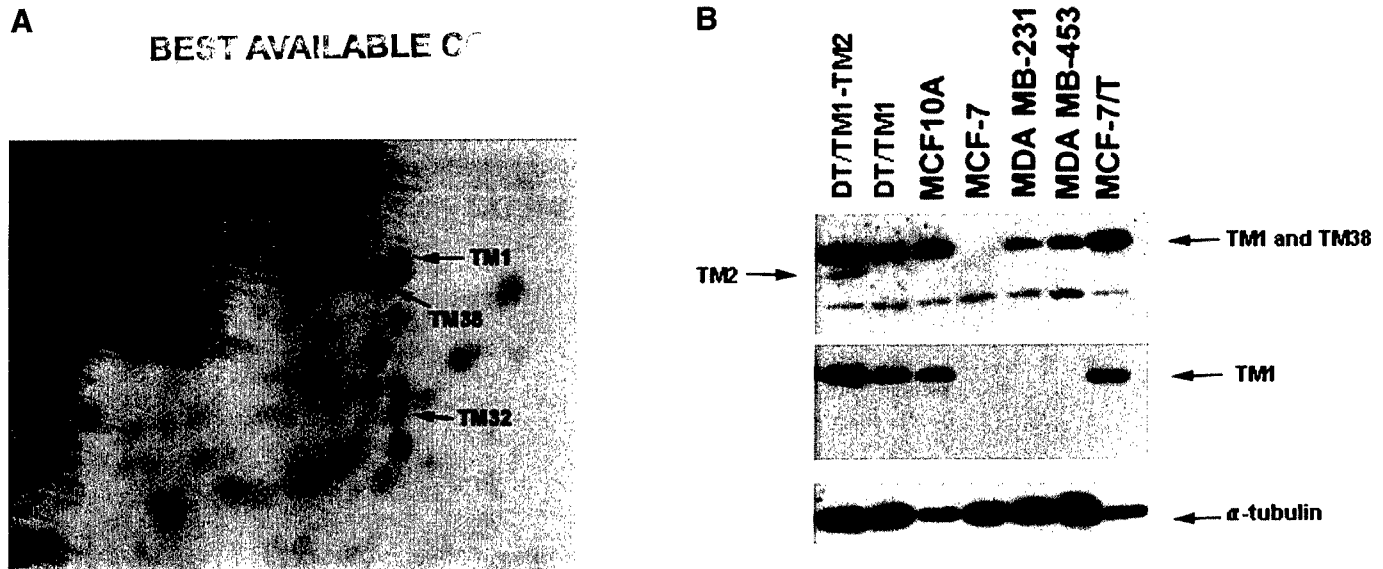 A
BEST AVAILABLE
TM1
TM38
TM32
B
DT/TM1-TM2
DT/TM1
MCF10A
MCF-7
MDA MB-231
MDA MB-453
MCF-7/T
TM1 and TM38
TM2
TM1
α-tubulin